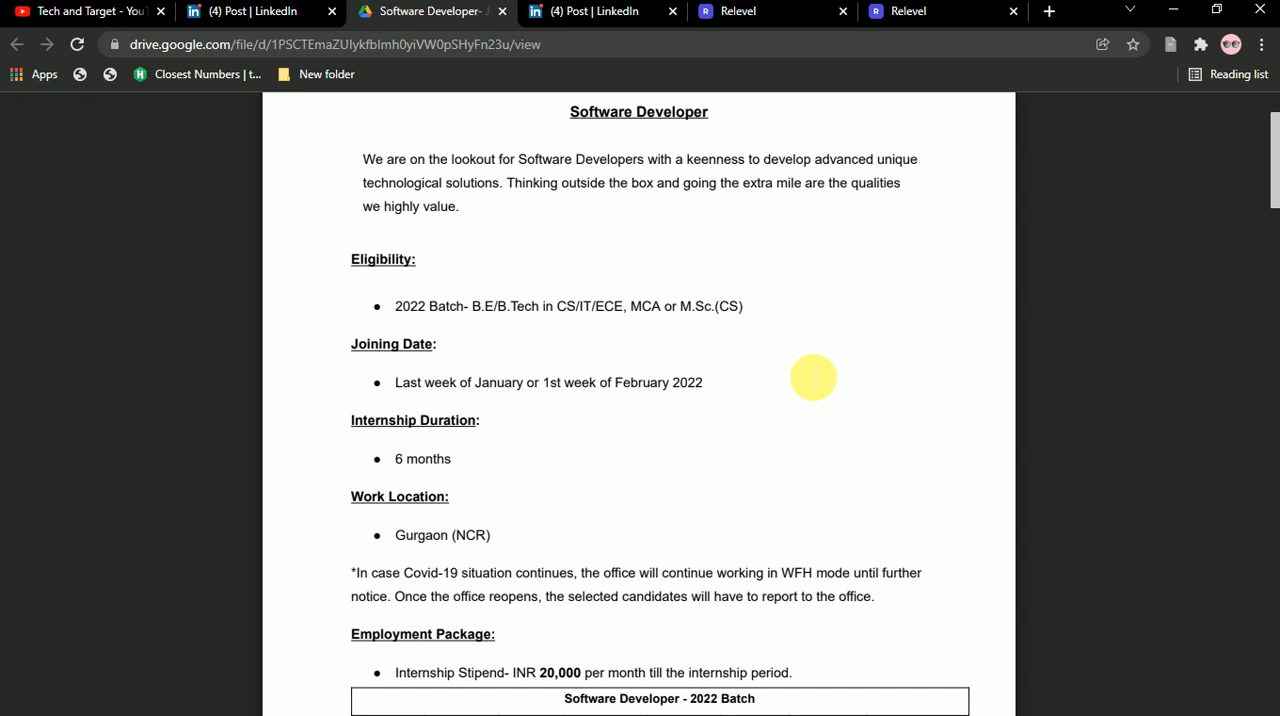 Tech and Target - You
(4) Post | LinkedIn
Software Developer- J
(4) Post | LinkedIn
Relevel
Relevel
drive.google.com/file/d/1PSCTEmaZUIykfbImh0yiVW0pSHyFn23u/view
Apps
Closest Numbers | t...
New folder
Reading list
Software Developer
We are on the lookout for Software Developers with a keenness to develop advanced unique
technological solutions. Thinking outside the box and going the extra mile are the qualities
we highly value.
Eligibility:
● 2022 Batch- B.E/B.Tech in CS/IT/ECE, MCA or M.Sc.(CS)
Joining Date:
● Last week of January or 1st week of February 2022
Internship Duration:
● 6 months
Work Location:
● Gurgaon (NCR)
*In case Covid-19 situation continues, the office will continue working in WFH mode until further
notice. Once the office reopens, the selected candidates will have to report to the office.
Employment Package:
● Internship Stipend- INR 20,000 per month till the internship period.
Software Developer - 2022 Batch